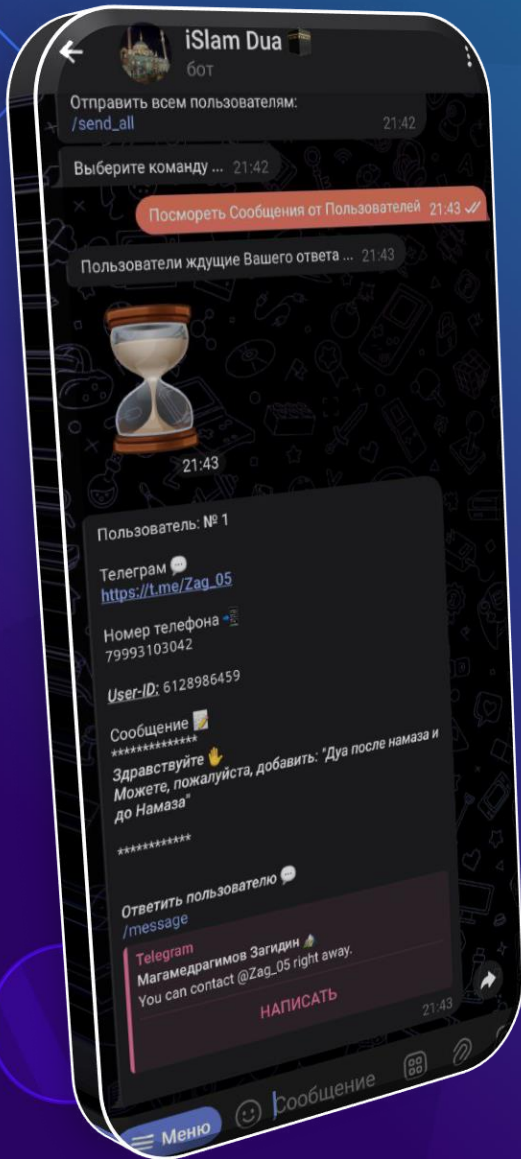 iSlam Dua 🕋
бот
Отправить всем пользователям:
/send_all
21:42
Выберите команду ... 21:42
Посмореть Сообщения от Пользователей 21:43
Пользователи ждущие Вашего ответа ... 21:43
21:43
Пользователь: № 1
Телеграм 💬
https://t.me/Zag_05
Номер телефона 📲
79993103042
User-ID: 6128986459
Сообщение 📝
**************
Здравствуйте 🖐
Можете, пожалуйста, добавить: "Дуа после намаза и
до Намаза"
************
Ответить пользователю 💬
/message
Telegram
Магамедрагимов Загидин
You can contact @Zag_05 right away.
НАПИСАТЬ
21:43
Меню
Сообщение